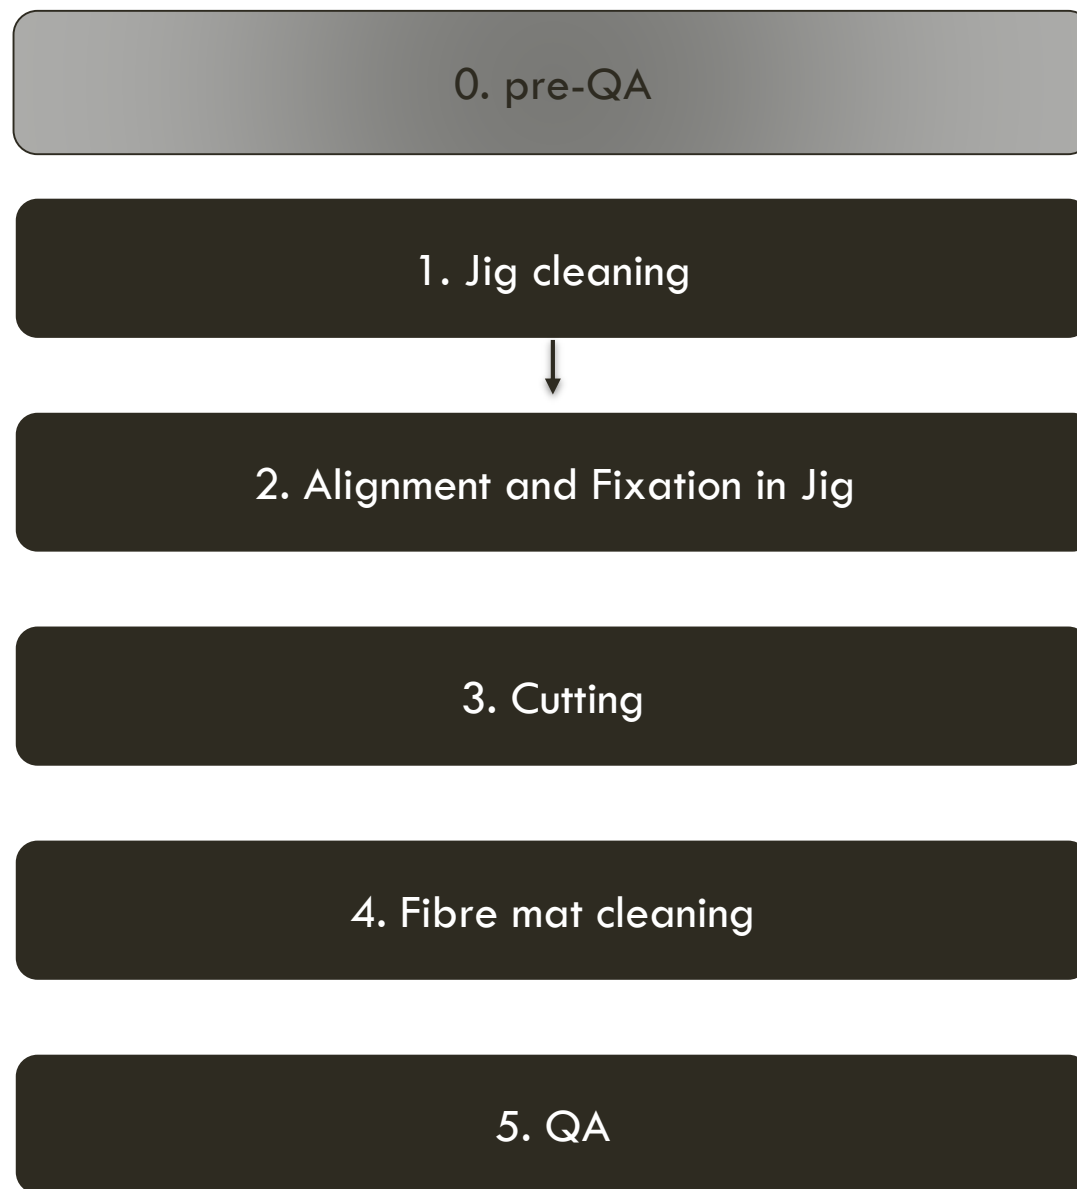 0. pre-QA
1. Jig cleaning
2. Alignment and Fixation in Jig
3. Cutting
4. Fibre mat cleaning
5. QA